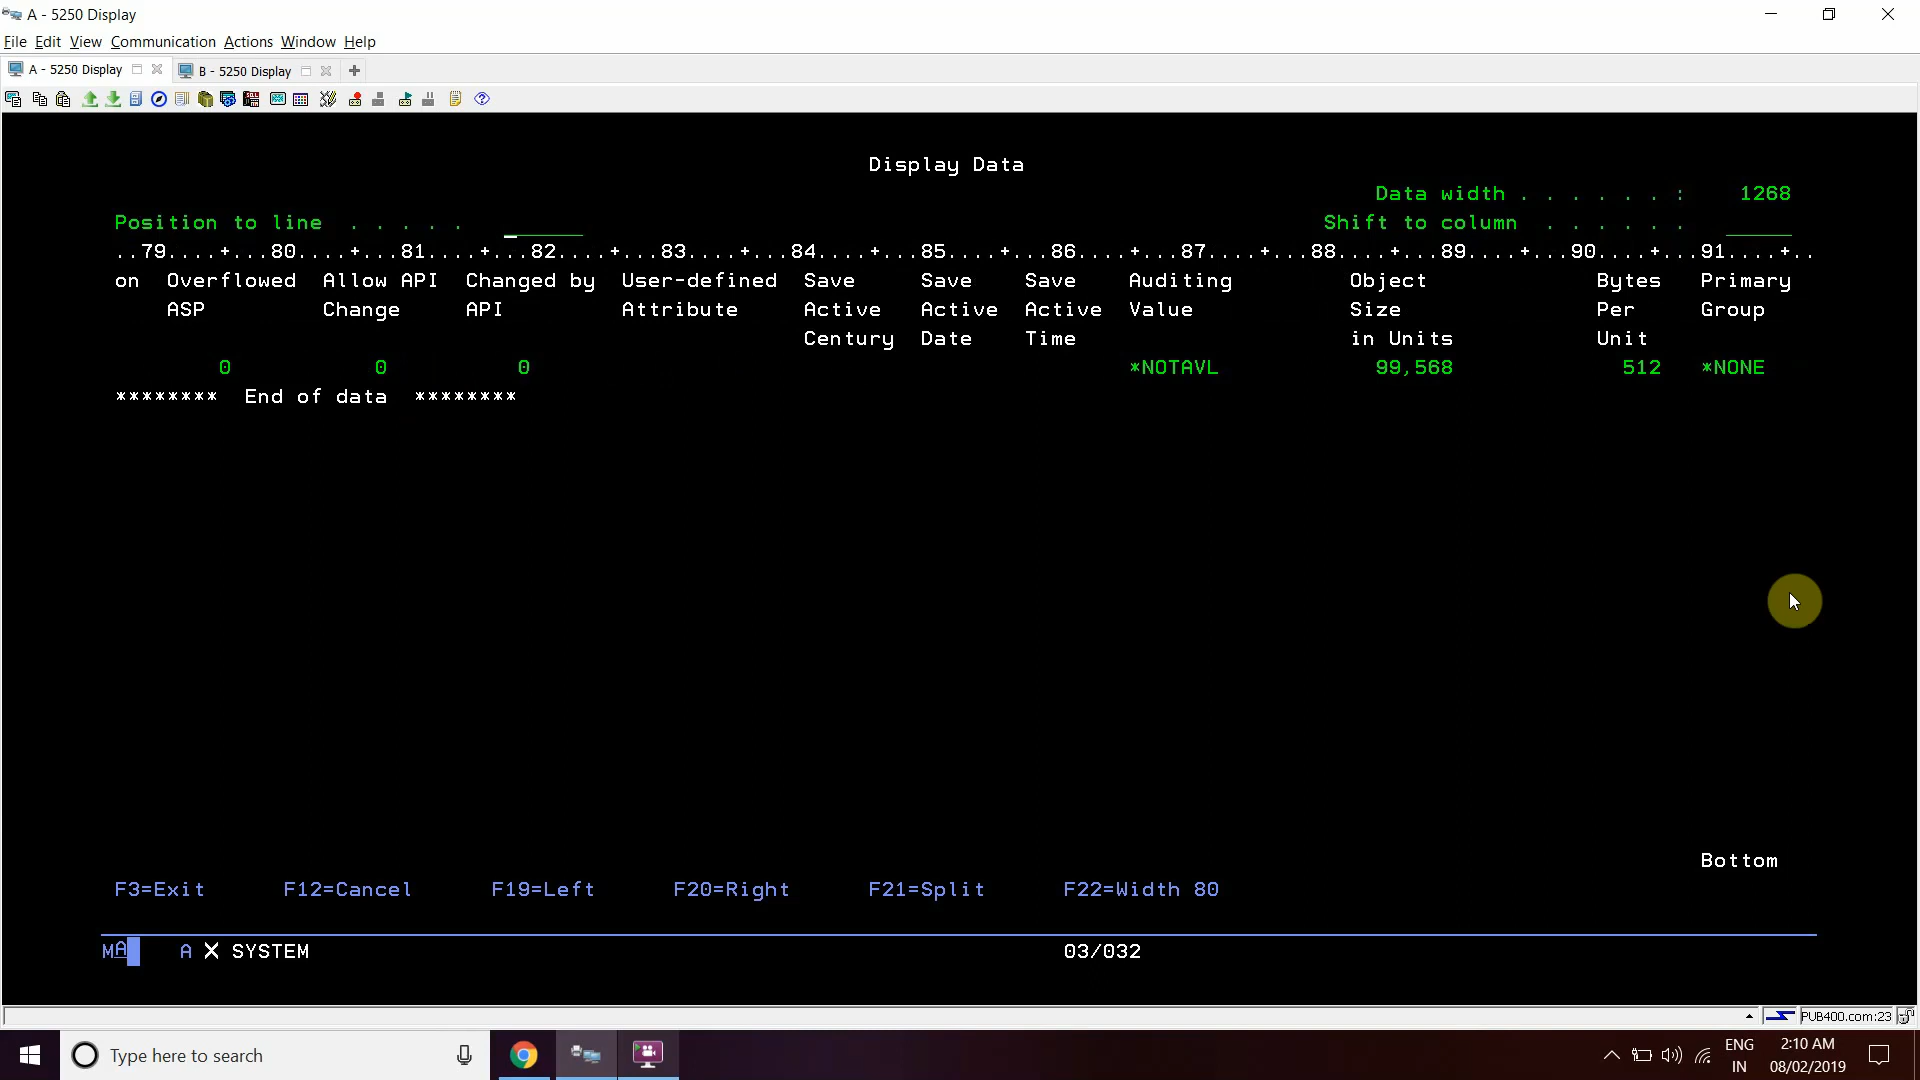 A - 5250 Display
File Edit View Communication Actions Window Help
A - 5250 Display B - 5250 Display +
Display Data
Data width . . . . . . . : 1268
Position to line . . . . . Shift to column . . . . . .
..79....+...80....+...81....+...82....+...83....+...84....+...85....+...86....+...87....+...88....+...89....+...90....+...91....+..
on Overflowed Allow API Changed by User-defined Save Save Save Auditing Object Bytes Primary
ASP Change API Attribute Active Active Active Value Size Per Group
Century Date Time in Units Unit
0 0 0 *NOTAVL 99,568 512 *NONE
******** End of data ********
Bottom
F3=Exit F12=Cancel F19=Left F20=Right F21=Split F22=Width 80
MA A X SYSTEM 03/032
PUB400.com:23
Type here to search
ENG 2:10 AM
IN 08/02/2019